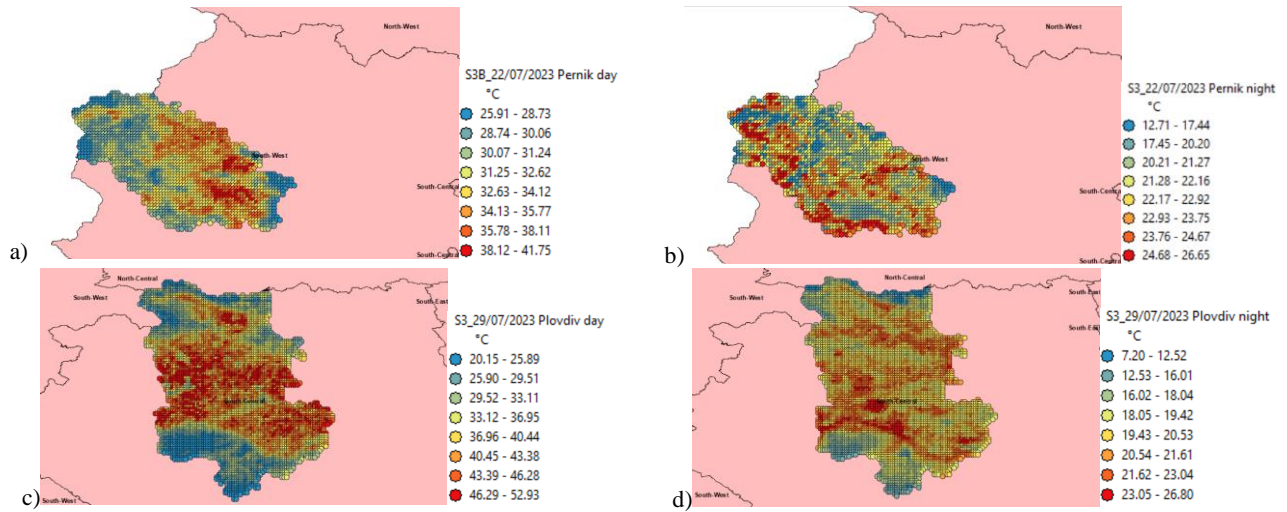 a)
North-West
South-West
South-Central
South-Central
S3B_22/07/2023 Pernik day
°C
25.91 - 28.73
28.74 - 30.06
30.07 - 31.24
31.25 - 32.62
32.63 - 34.12
34.13 - 35.77
35.78 - 38.11
38.12 - 41.75
b)
North-West
South-West
South-Central
South-Centra
S3_22/07/2023 Pernik night
°C
12.71 - 17.44
17.45 - 20.20
20.21 - 21.27
21.28 - 22.16
22.17 - 22.92
22.93 - 23.75
23.76 - 24.67
24.68 - 26.65
c)
North-Central
South-West
South-East
South-Central
South-West
S3_29/07/2023 Plovdiv day
°C
20.15 - 25.89
25.90 - 29.51
29.52 - 33.11
33.12 - 36.95
36.96 - 40.44
40.45 - 43.38
43.39 - 46.28
46.29 - 52.93
d)
North-Central
South-West
South-West
S3_29/07/2023 Plovdiv night
°C
7.20 - 12.52
12.53 - 16.01
16.02 - 18.04
18.05 - 19.42
19.43 - 20.53
20.54 - 21.61
21.62 - 23.04
23.05 - 26.80